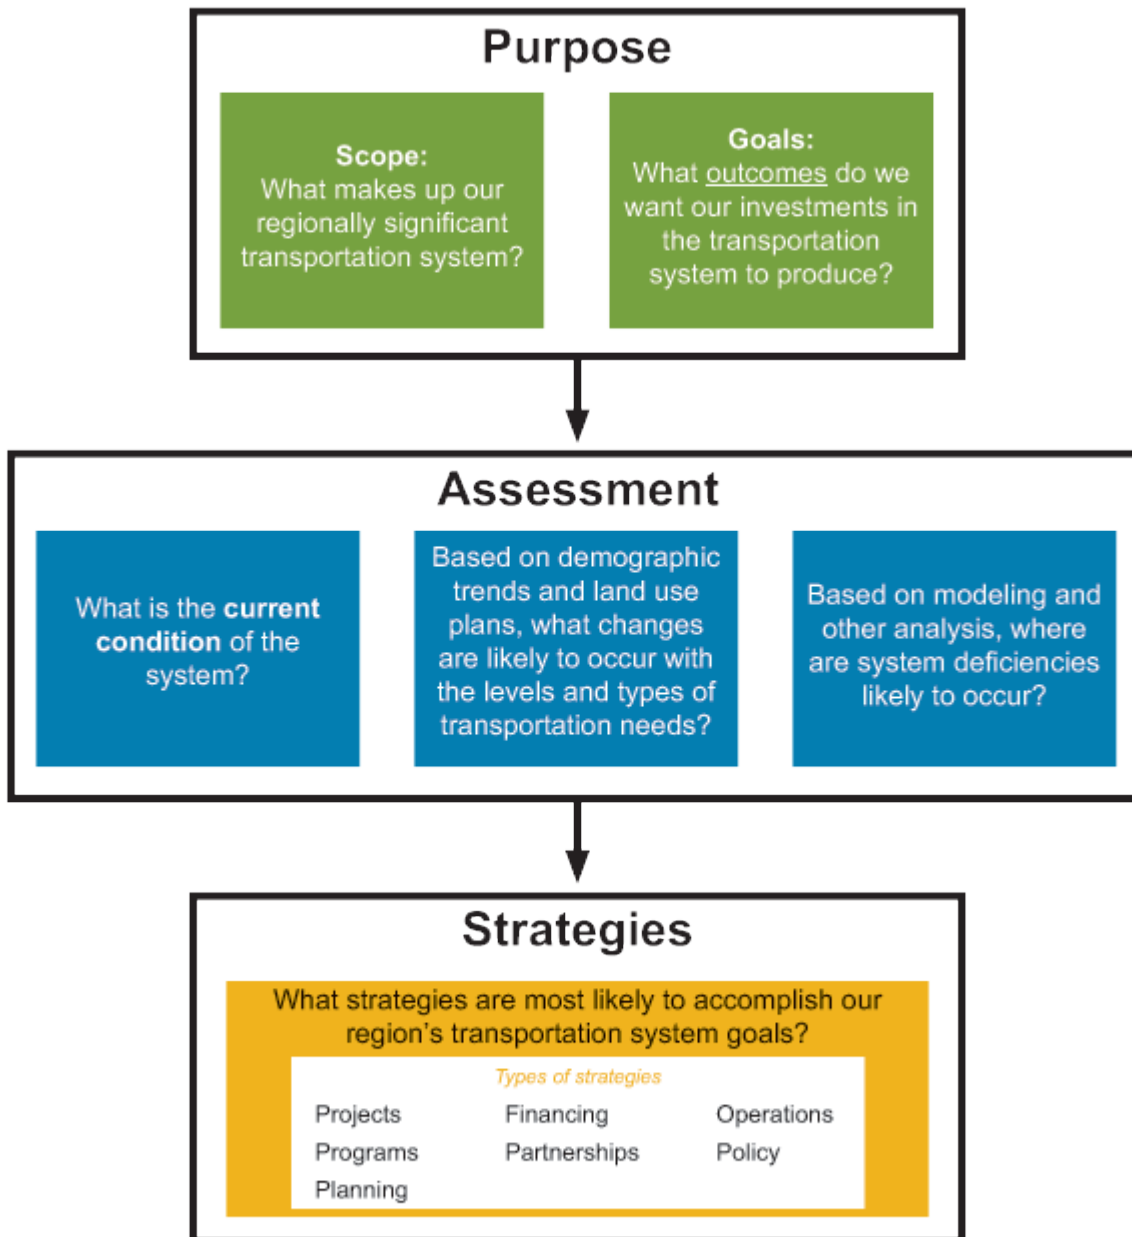 Purpose
Scope:
What makes up our
regionally significant
transportation system?
Goals:
What outcomes do we
want our investments in
the transportation
system to produce?
Assessment
What is the current
condition of the
system?
Based on demographic
trends and land use
plans, what changes
are likely to occur with
the levels and types of
transportation needs?
Based on modeling and
other analysis, where
are system deficiencies
likely to occur?
Strategies
What strategies are most likely to accomplish our
region's transportation system goals?
Types of strategies
Projects
Programs
Planning
Financing
Partnerships
Operations
Policy